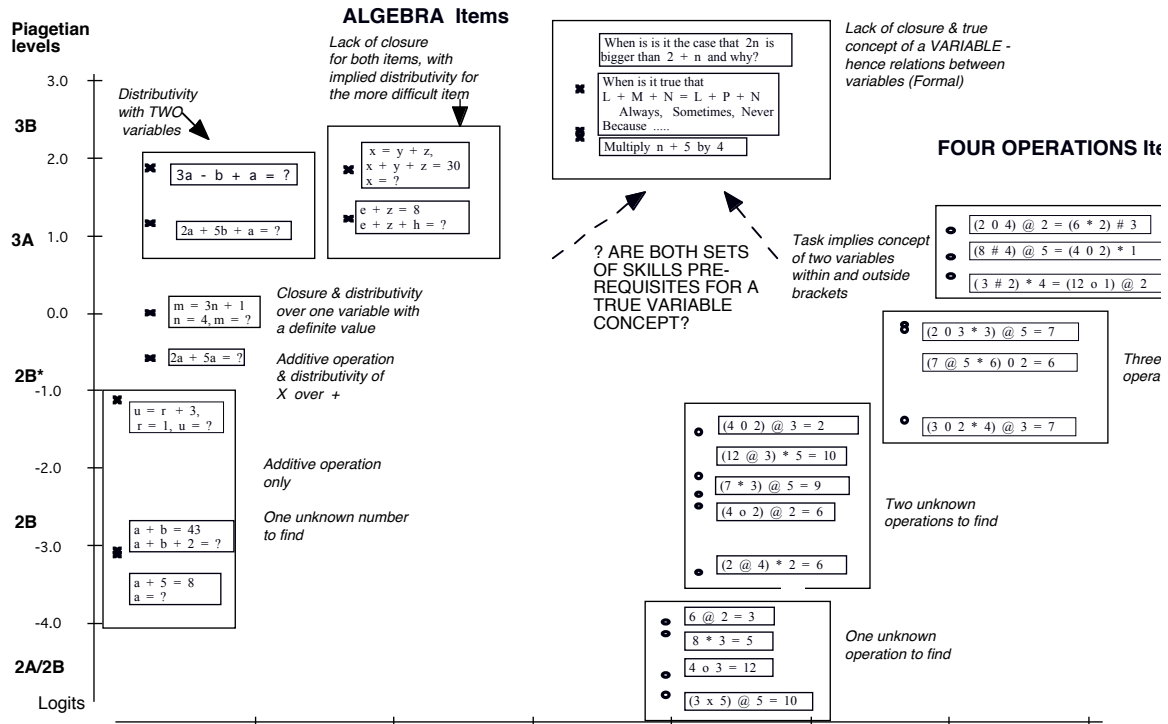 ALGEBRA Items
Piagetian
levels
3.0
3B
2.0
3A
1.0
0.0
2B*
-1.0
-2.0
2B
-3.0
-4.0
2A/2B
Logits
Distributivity
with TWO
variables
3a - b + a = ?
2a + 5b + a = ?
Lack of closure
for both items, with
implied distributivity for
the more difficult item
x = y + z,
x + y + z = 30
x = ?
e + z = 8
e + z + h = ?
m = 3n + 1
n = 4, m = ?
Closure & distributivity
over one variable with
a definite value
2a + 5a = ?
Additive operation
& distributivity of
X over +
u = r + 3,
r = 1, u = ?
Additive operation
only
One unknown number
to find
a + b = 43
a + b + 2 = ?
a + 5 = 8
a = ?
When is is it the case that 2n is
bigger than 2 + n and why?
When is it true that
L + M + N = L + P + N
Always, Sometimes, Never
Because .....
Multiply n + 5 by 4
Lack of closure & true
concept of a VARIABLE -
hence relations between
variables (Formal)
? ARE BOTH SETS
OF SKILLS PRE-
REQUISITES FOR A
TRUE VARIABLE
CONCEPT?
FOUR OPERATIONS Ite
Task implies concept
of two variables
within and outside
brackets
(2 0 4) @ 2 = (6 * 2) # 3
(8 # 4) @ 5 = (4 0 2) * 1
(3 # 2) * 4 = (12 o 1) @ 2
(2 0 3 * 3) @ 5 = 7
(7 @ 5 * 6) 0 2 = 6
(3 0 2 * 4) @ 3 = 7
Three
opera
(4 0 2) @ 3 = 2
(12 @ 3) * 5 = 10
(7 * 3) @ 5 = 9
(4 o 2) @ 2 = 6
(2 @ 4) * 2 = 6
Two unknown
operations to find
6 @ 2 = 3
8 * 3 = 5
4 o 3 = 12
(3 x 5) @ 5 = 10
One unknown
operation to find